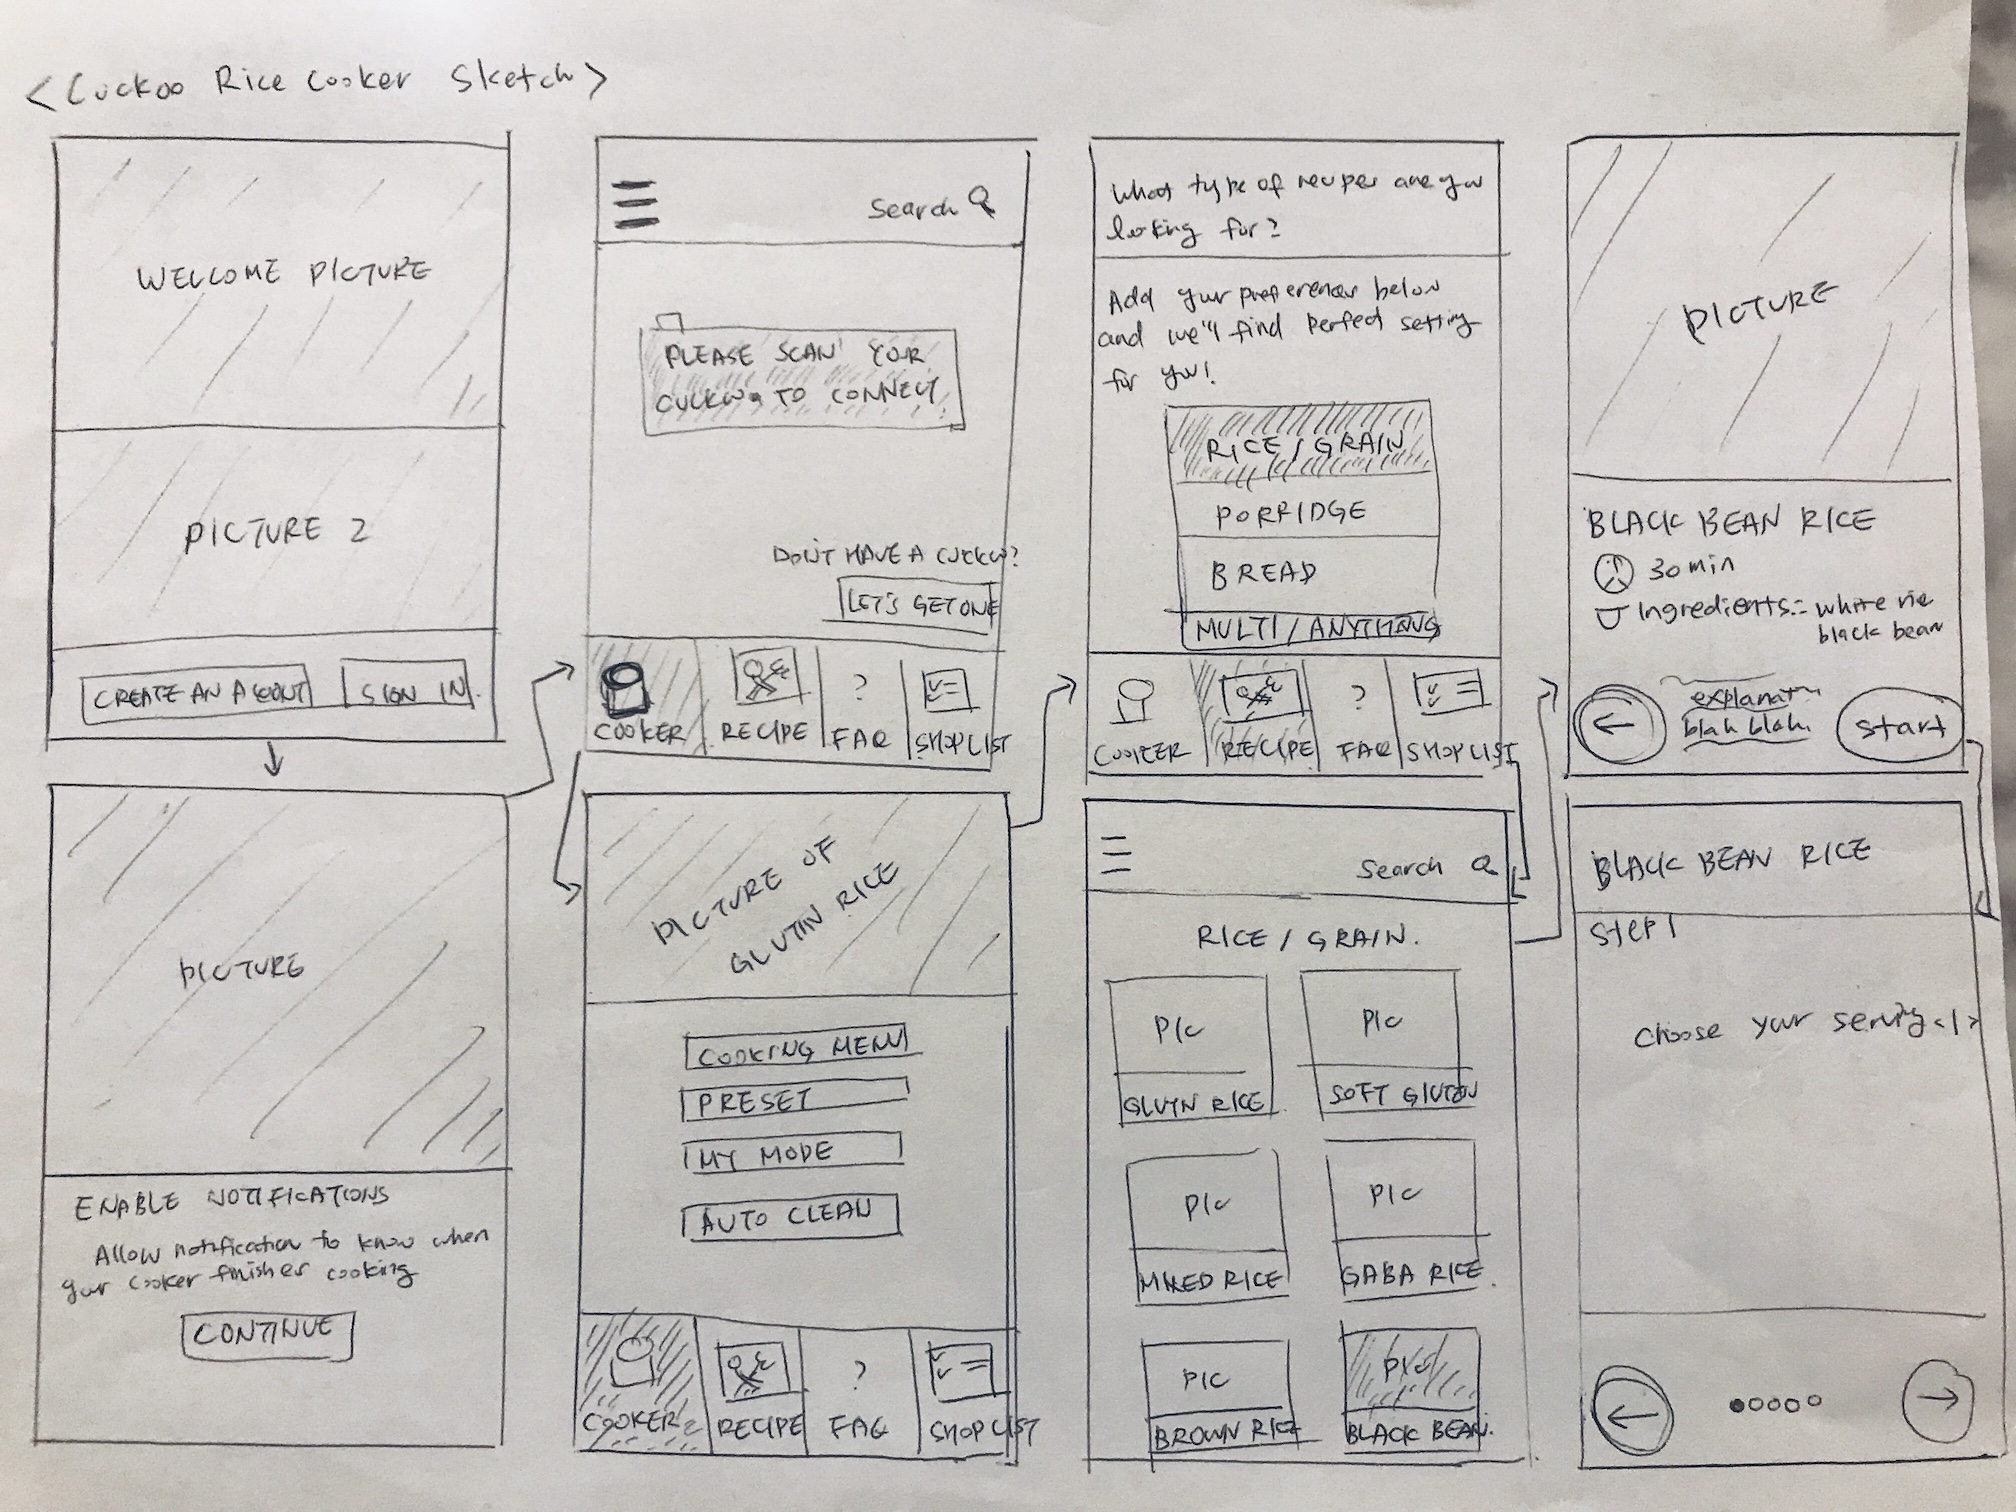 <Cuckoo Rice Cooker Sketch>
WELCOME PICTURE
PICTURE 2
CREATE AN ACOUNT
SIGN IN.
PICTURE
ENABLE NOTIFICATIONS
Allow notification to know when
your cooker finishes cooking
CONTINUE
Search
PLEASE SCAN YOUR
CUCKOO TO CONNECT
DON'T HAVE A CUCKOO?
LET'S GET ONE
COOKER
RECIPE
?
FAQ
SHOP LIST
PICTURE OF
GLUTIN RICE
COOKING MENU
PRESET
MY MODE
AUTO CLEAN
COOKER
RECIPE
?
FAQ
SHOP LIST
What type of are you
looking for?
Add your preferences below
and we'll find perfect setting
for you!
RICE / GRAIN
PORRIDGE
BREAD
MULTI / ANYTHING
COOKER
RECIPE
?
FAQ
SHOP LIST
Search
RICE / GRAIN.
PIC
GLUTN RICE
PIC
SOFT GLUTEN
PIC
MIXED RICE
PIC
GABA RICE.
PIC
BROWN RICE
PIC
BLACK BEAN.
PICTURE
BLACK BEAN RICE
30 min
Ingredients: white rice
black bean
explanat
blah blah.
Start
BLACK BEAN RICE
STEP 1
Choose your serving <1>